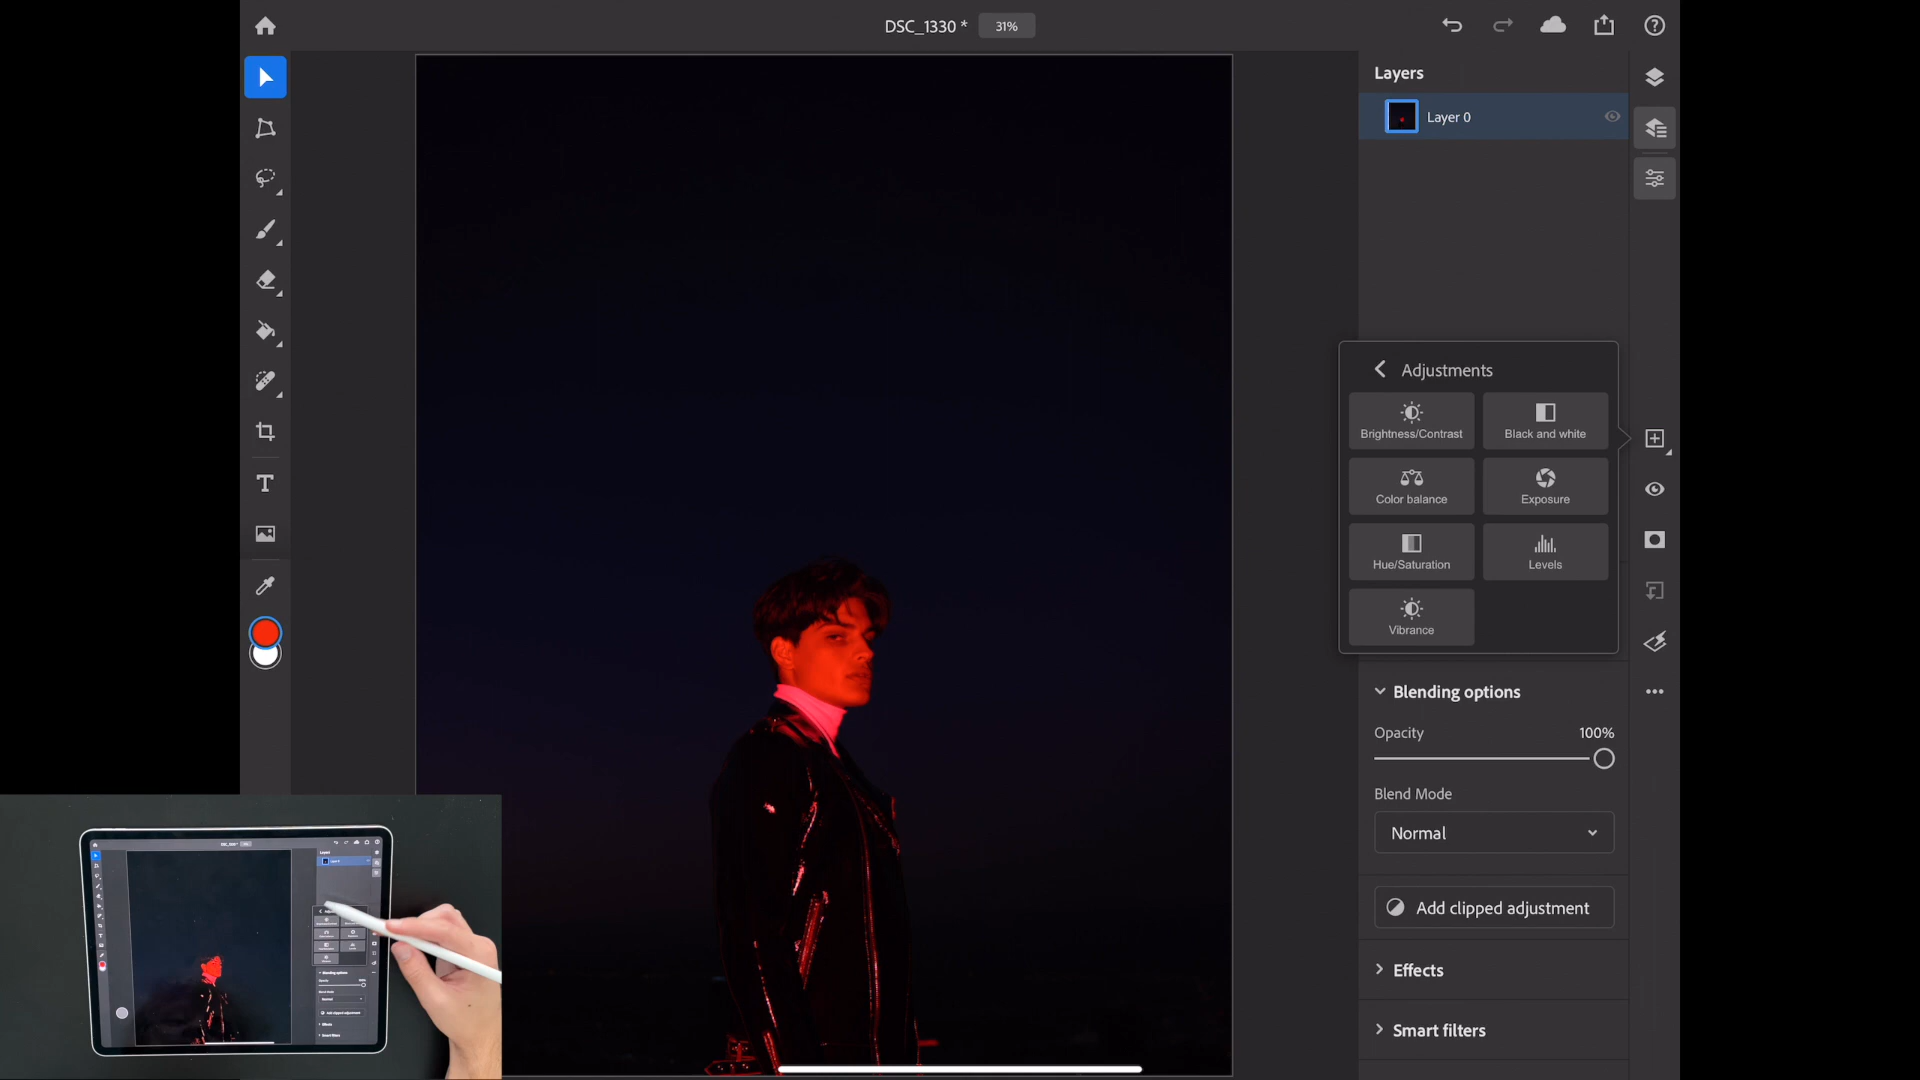 DSC_1330 *
31%
Layers
Layer 0
Adjustments
Brightness/Contrast
Black and white
Color balance
Exposure
Hue/Saturation
Levels
Vibrance
Blending options
Opacity
100%
Blend Mode
Normal
Add clipped adjustment
Effects
Smart filters